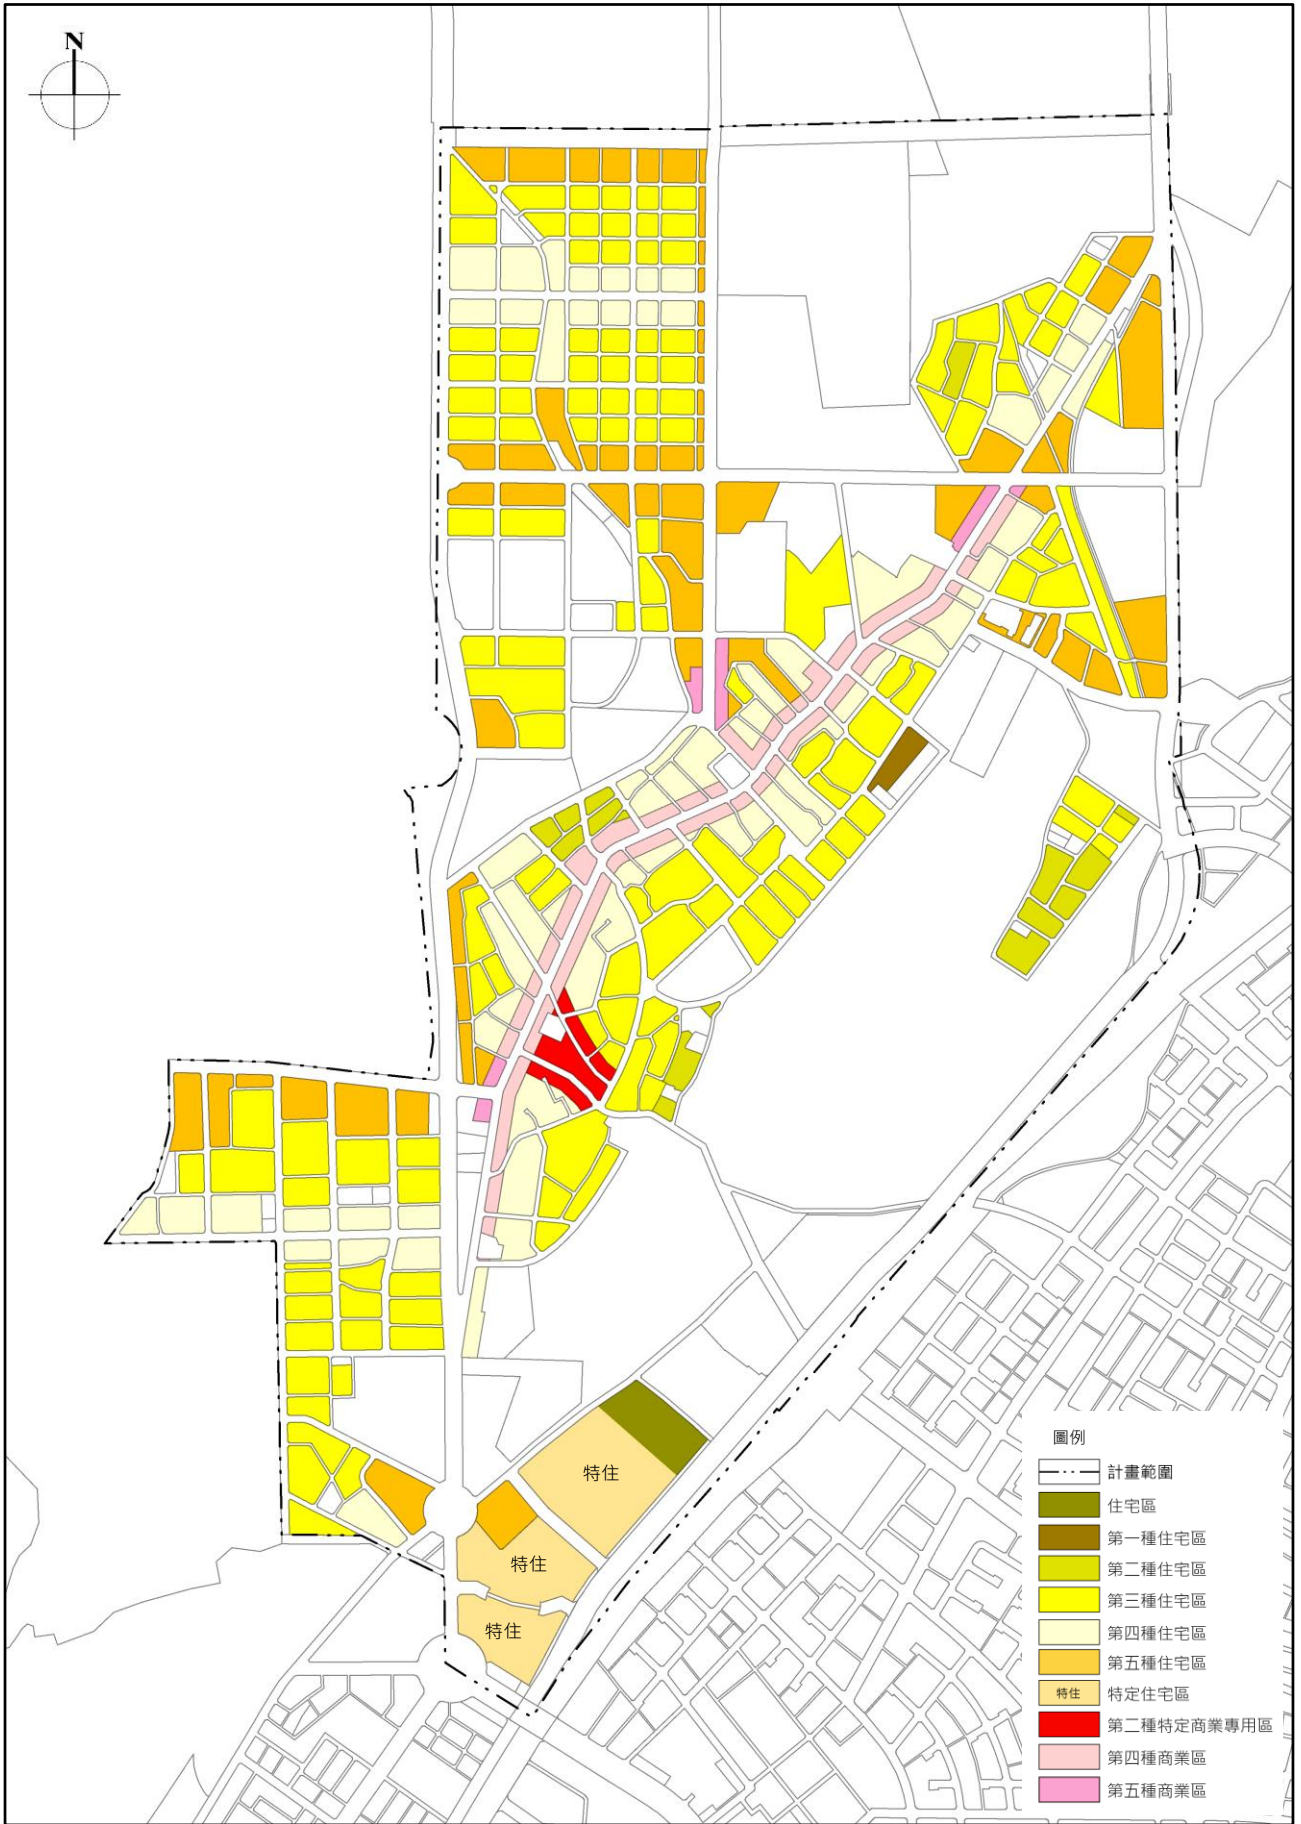 N
特住
特住
特住
圖例
計畫範圍
住宅區
第一種住宅區
第二種住宅區
第三種住宅區
第四種住宅區
第五種住宅區
特住 特定住宅區
第二種特定商業專用區
第四種商業區
第五種商業區